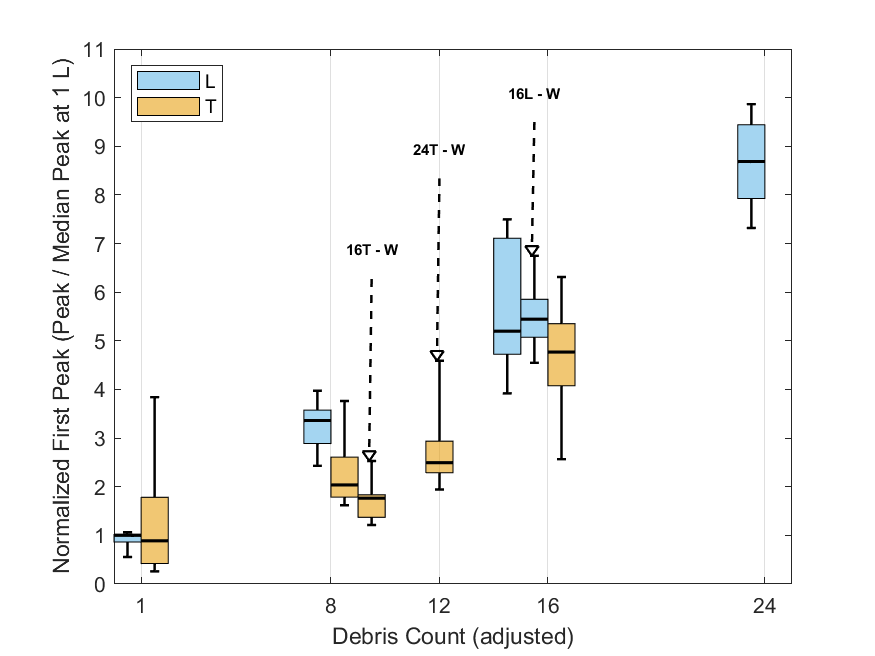 11
10
9
8
7
6
5
4
3
2
1
0
Normalized First Peak (Peak / Median Peak at 1 L)
L
T
16T - W
24T - W
16L - W
1 8 12 16 24
Debris Count (adjusted)